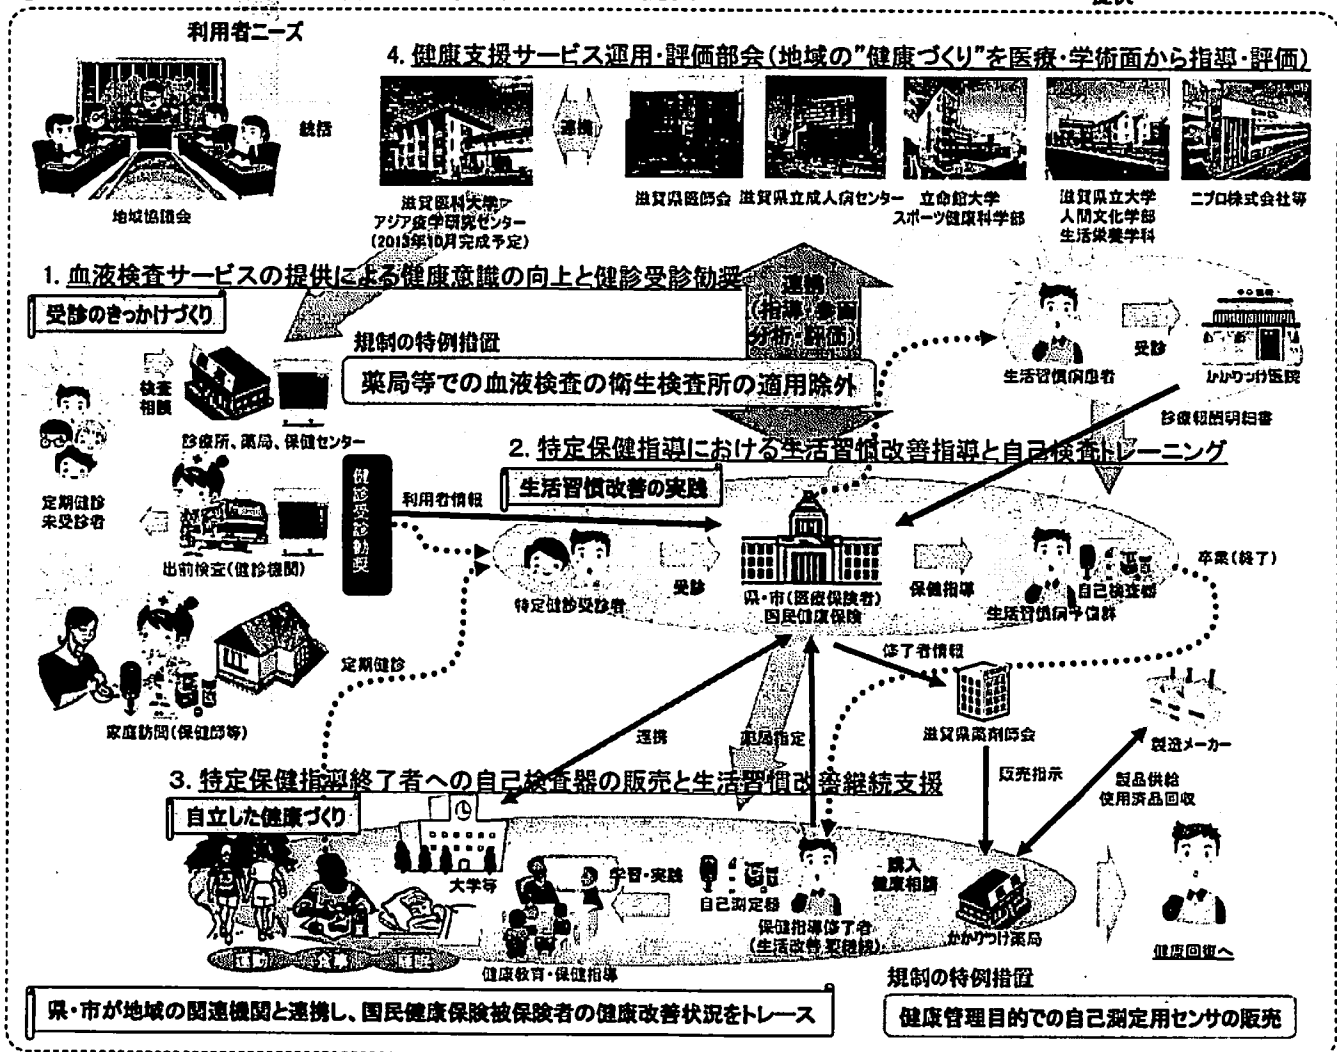 提供
利用者ニーズ
4. 健康支援サービス運用・評価部会(地域の"健康づくり"を医療・学術面から指導・評価)
統括
連携
地域協議会
滋賀医科大学
アジア疫学研究センター
(2013年10月完成予定)
滋賀県医師会
滋賀県立成人病センター
立命館大学
スポーツ健康科学部
滋賀県立大学
人間文化学部
生活栄養学科
ニプロ株式会社等
1. 血液検査サービスの提供による健康意識の向上と健診受診勧奨
受診のきっかけづくり
連携
(指導・参画
分析・評価)
規制の特例措置
薬局等での血液検査の衛生検査所の適用除外
検査
相談
診療所、薬局、保健センター
生活習慣病患者
受診
かかりつけ医院
診療報酬明細書
2. 特定保健指導における生活習慣改善指導と自己検査トレーニング
生活習慣改善の実践
定期健診
未受診者
出前検査(健診機関)
健診受診勧奨
利用者情報
特定健診受診者
受診
県・市(医療保険者)
国民健康保険
保健指導
自己検査器
生活習慣病予備群
卒業(終了)
定期健診
家庭訪問(保健師等)
修了者情報
滋賀県薬剤師会
製造メーカー
連携
薬局指定
販売指示
製品供給
使用済品回収
3. 特定保健指導終了者への自己検査器の販売と生活習慣改善継続支援
自立した健康づくり
大学等
学習・実践
自己測定器
購入
健康相談
保健指導修了者
(生活改善・要継続)
かかりつけ薬局
運動
食事
睡眠
健康教育・保健指導
健康回復へ
規制の特例措置
県・市が地域の関連機関と連携し、国民健康保険被保険者の健康改善状況をトレース
健康管理目的での自己測定用センサの販売